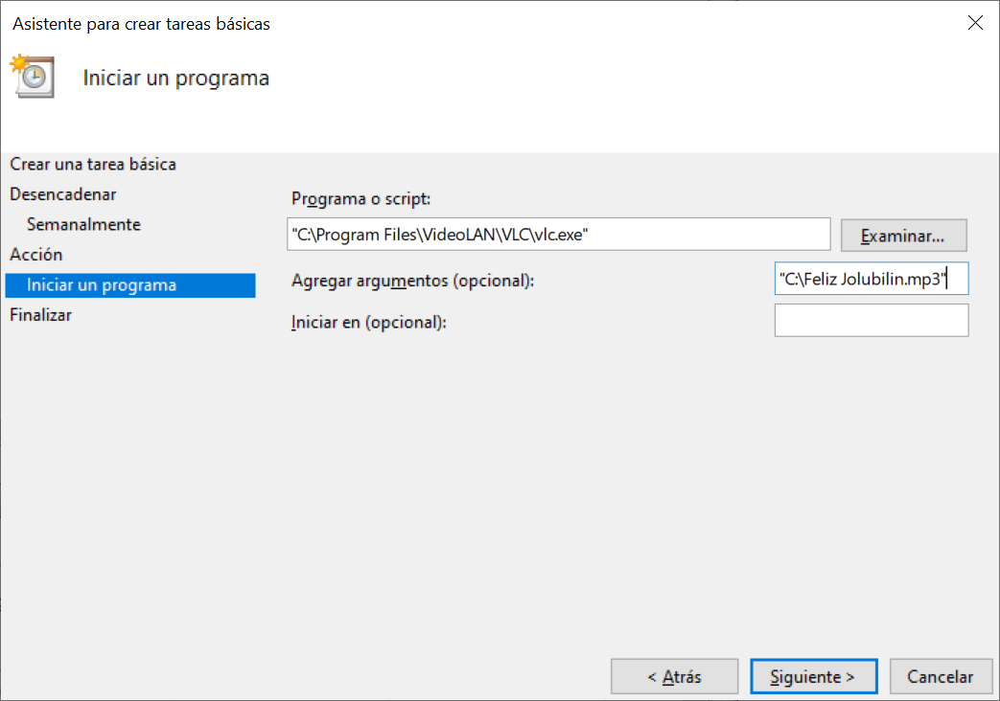 Asistente para crear tareas básicas
Iniciar un programa
Crear una tarea básica
Desencadenar
Semanalmente
Acción
Iniciar un programa
Finalizar
Programa o script:
"C:\Program Files\VideoLAN\VLC\vlc.exe"
Examinar...
Agregar argumentos (opcional):
"C:\Feliz Jolubilin.mp3"
Iniciar en (opcional):
< Atrás
Siguiente >
Cancelar